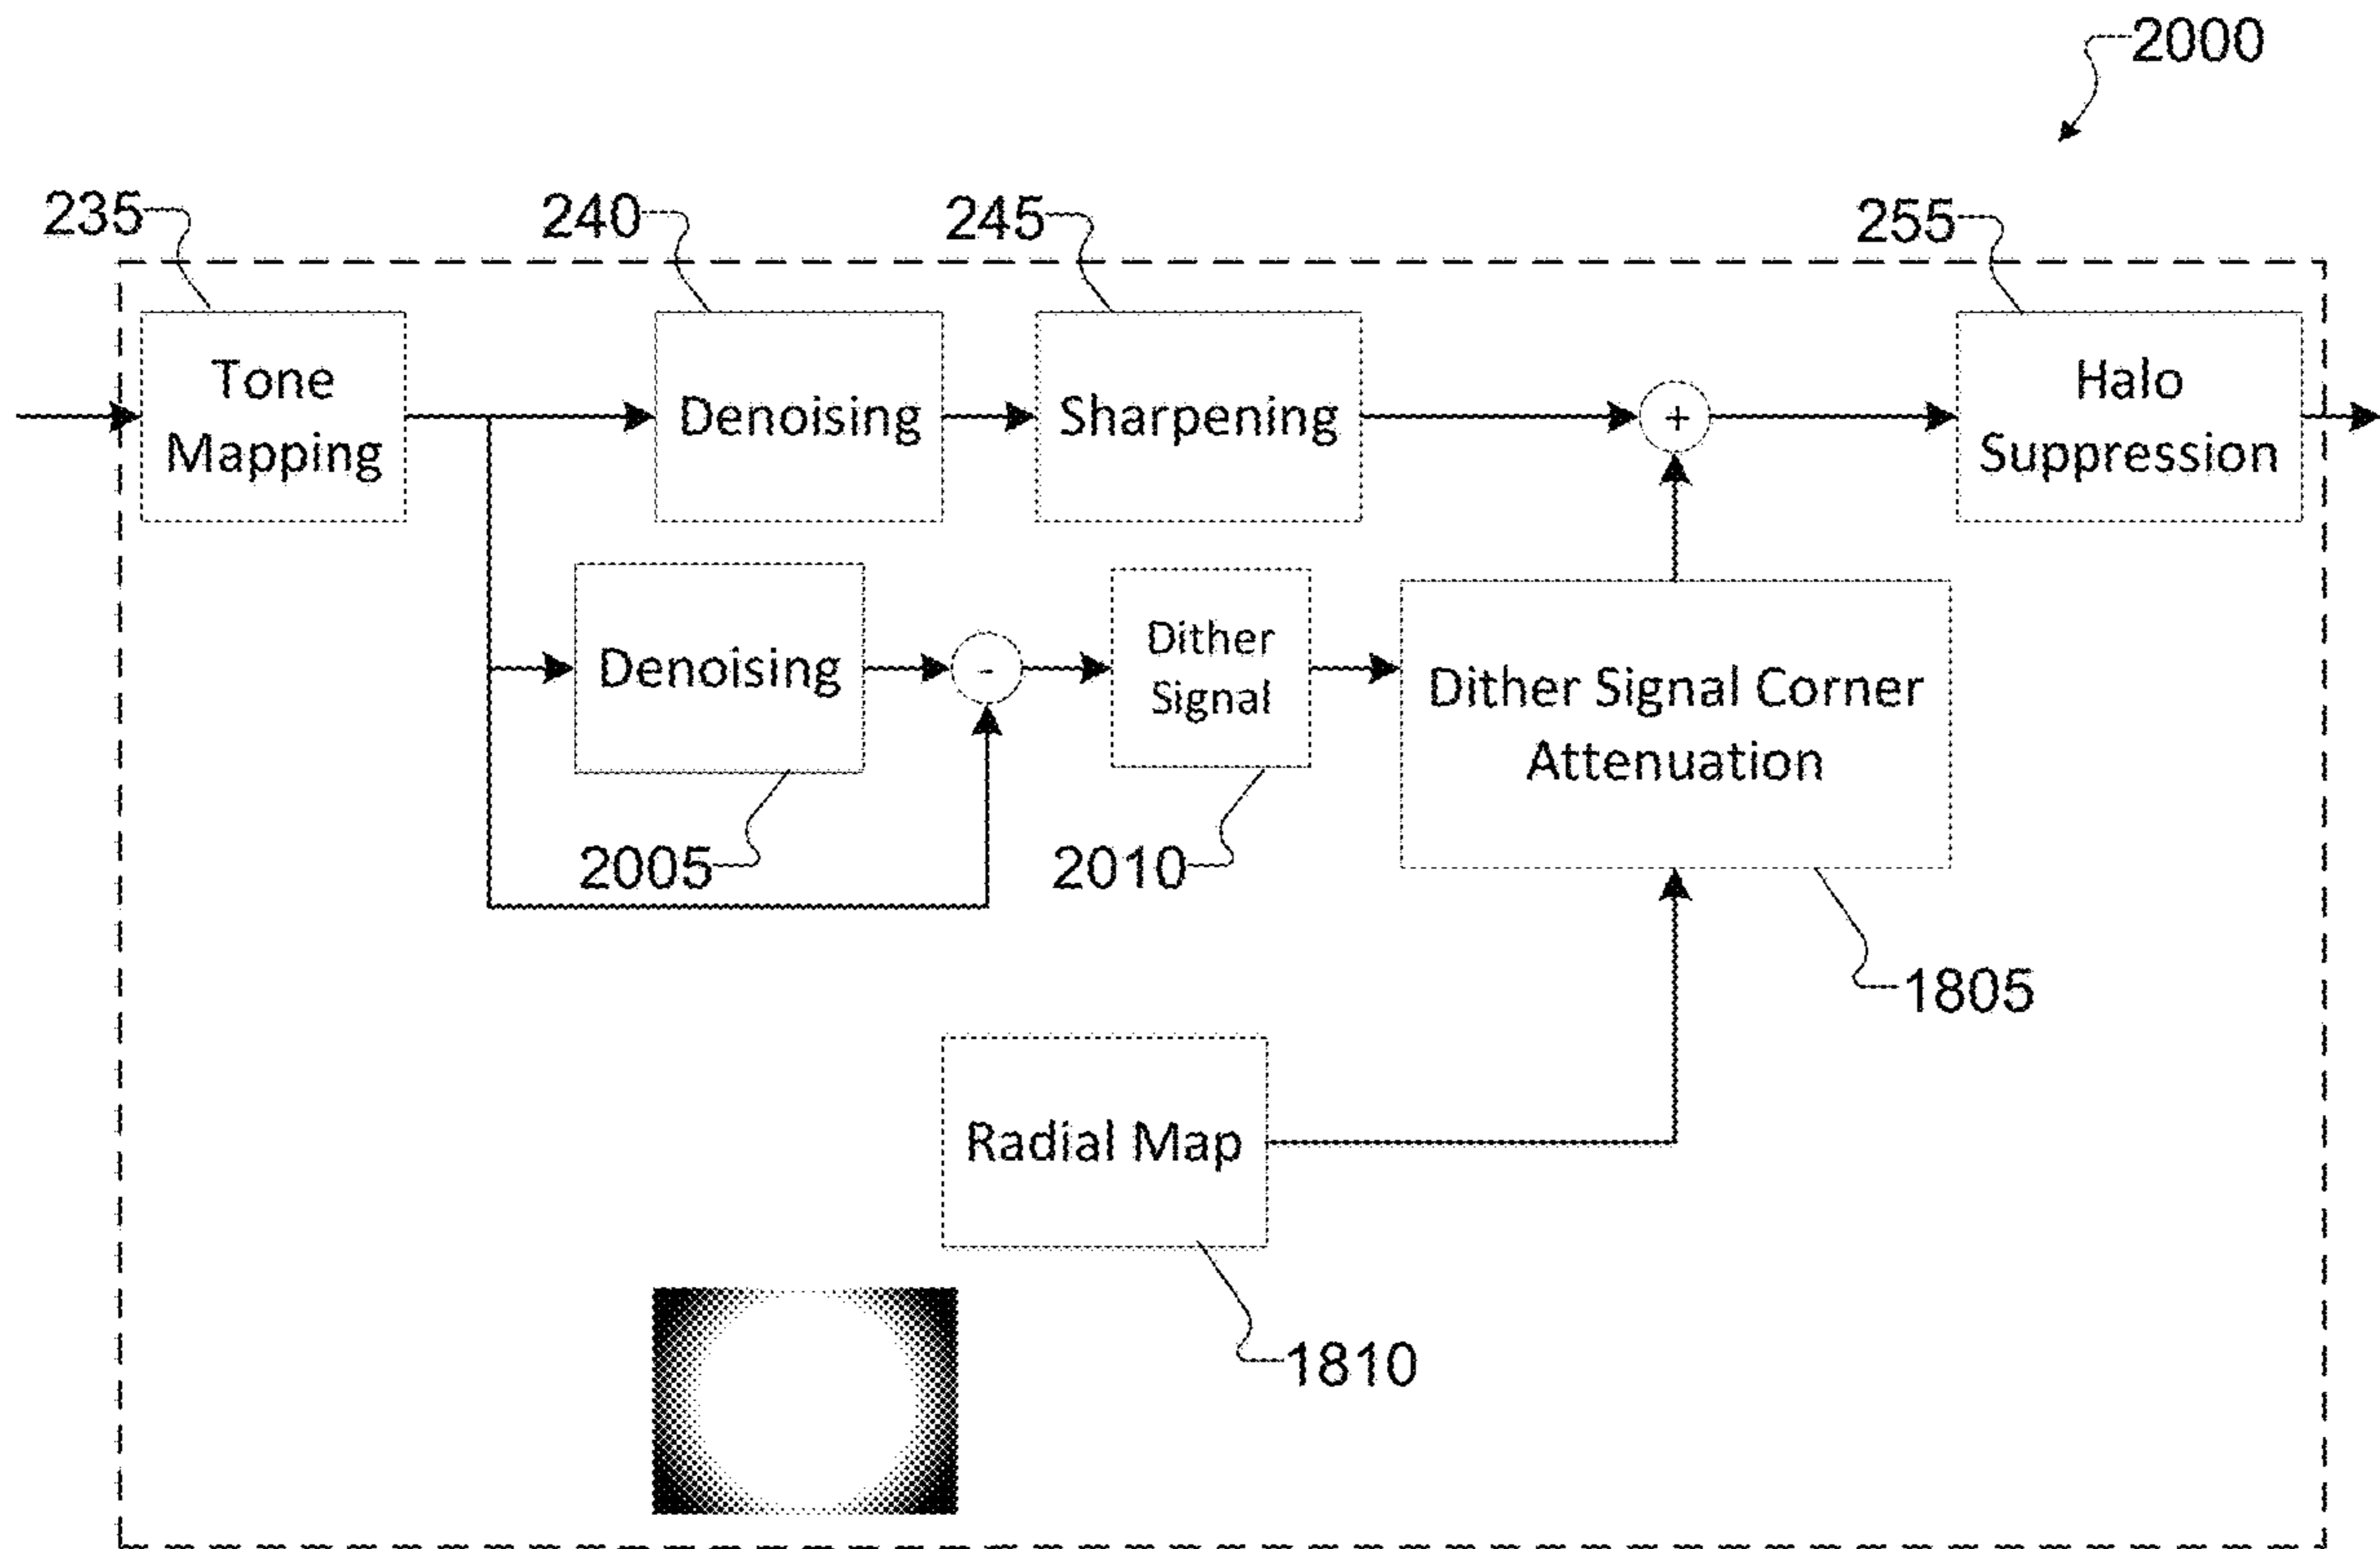 2000
235
240
245
255
Tone
Mapping
Denoising
Sharpening
+
Halo
Suppression
Denoising
-
Dither
Signal
Dither Signal Corner
Attenuation
2005
2010
1805
Radial Map
1810